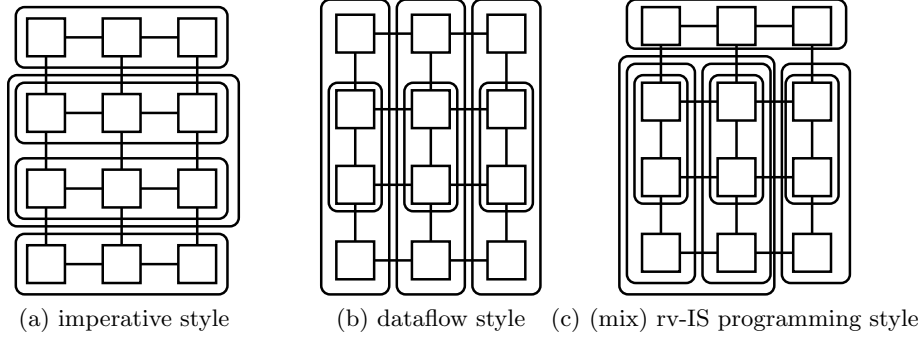 (a) imperative style
(b) dataflow style
(c) (mix) rv-IS programming style